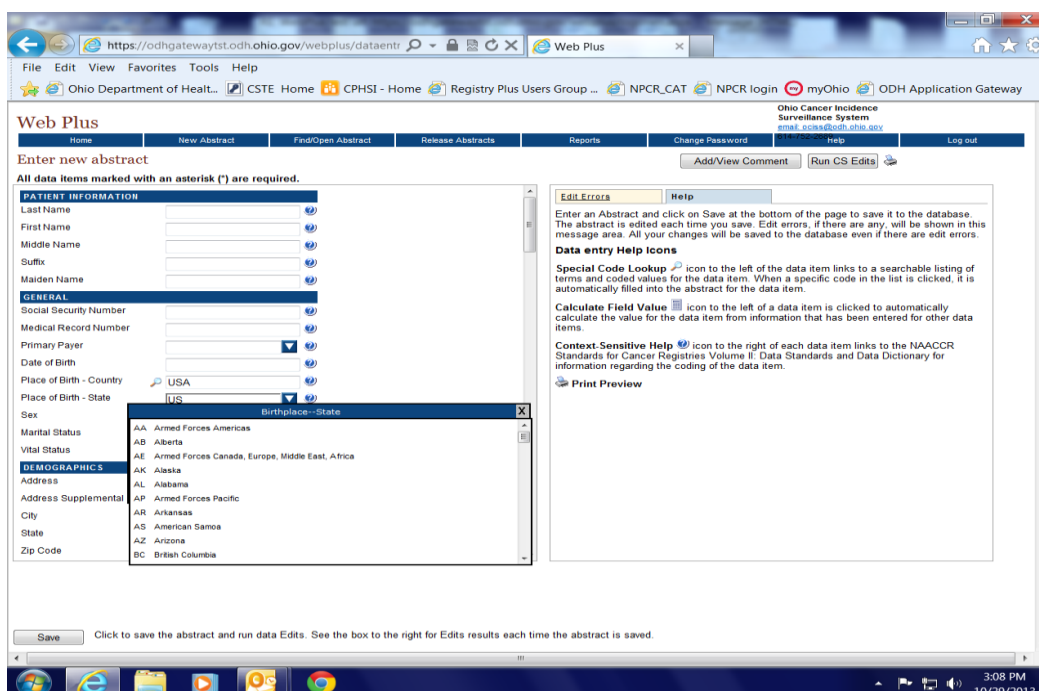 https://odhgatewaytst.odh.ohio.gov/webplus/dataentr
Web Plus
File Edit View Favorites Tools Help
Ohio Department of Healt... CSTE Home CPHSI - Home Registry Plus Users Group ... NPCR_CAT NPCR login myOhio ODH Application Gateway
Ohio Cancer Incidence
Surveillance System
email: ociss@odh.ohio.gov
Web Plus
Home New Abstract Find/Open Abstract Release Abstracts Reports Change Password Help Log out
Enter new abstract
Add/View Comment Run CS Edits
All data items marked with an asterisk (*) are required.
PATIENT INFORMATION
Last Name
First Name
Middle Name
Suffix
Maiden Name
GENERAL
Social Security Number
Medical Record Number
Primary Payer
Date of Birth
Place of Birth - Country USA
Place of Birth - State US
Sex
Marital Status
Vital Status
DEMOGRAPHICS
Address
Address Supplemental
City
State
Zip Code
Birthplace--State X
AA Armed Forces Americas
AB Alberta
AE Armed Forces Canada, Europe, Middle East, Africa
AK Alaska
AL Alabama
AP Armed Forces Pacific
AR Arkansas
AS American Samoa
AZ Arizona
BC British Columbia
Edit Errors Help
Enter an Abstract and click on Save at the bottom of the page to save it to the database.
The abstract is edited each time you save. Edit errors, if there are any, will be shown in this
message area. All your changes will be saved to the database even if there are edit errors.
Data entry Help Icons
Special Code Lookup icon to the left of the data item links to a searchable listing of
terms and coded values for the data item. When a specific code in the list is clicked, it is
automatically filled into the abstract for the data item.
Calculate Field Value icon to the left of a data item is clicked to automatically
calculate the value for the data item from information that has been entered for other data
items.
Context-Sensitive Help icon to the right of each data item links to the NAACCR
Standards for Cancer Registries Volume II: Data Standards and Data Dictionary for
information regarding the coding of the data item.
Print Preview
Save Click to save the abstract and run data Edits. See the box to the right for Edits results each time the abstract is saved.
3:08 PM
10/29/2013